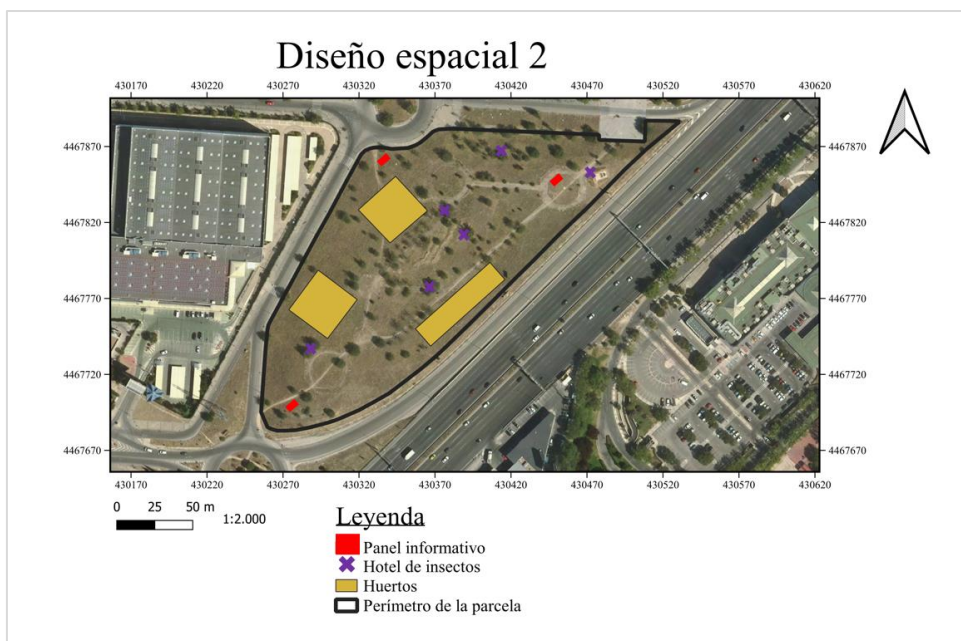 Diseño espacial 2
430170 430220 430270 430320 430370 430420 430470 430520 430570 430620
4467870 4467870
4467820 4467820
4467770 4467770
4467720 4467720
4467670 4467670
430170 430220 430270 430320 430370 430420 430470 430520 430570 430620
0 25 50 m
1:2.000
Leyenda
Panel informativo
Hotel de insectos
Huertos
Perímetro de la parcela